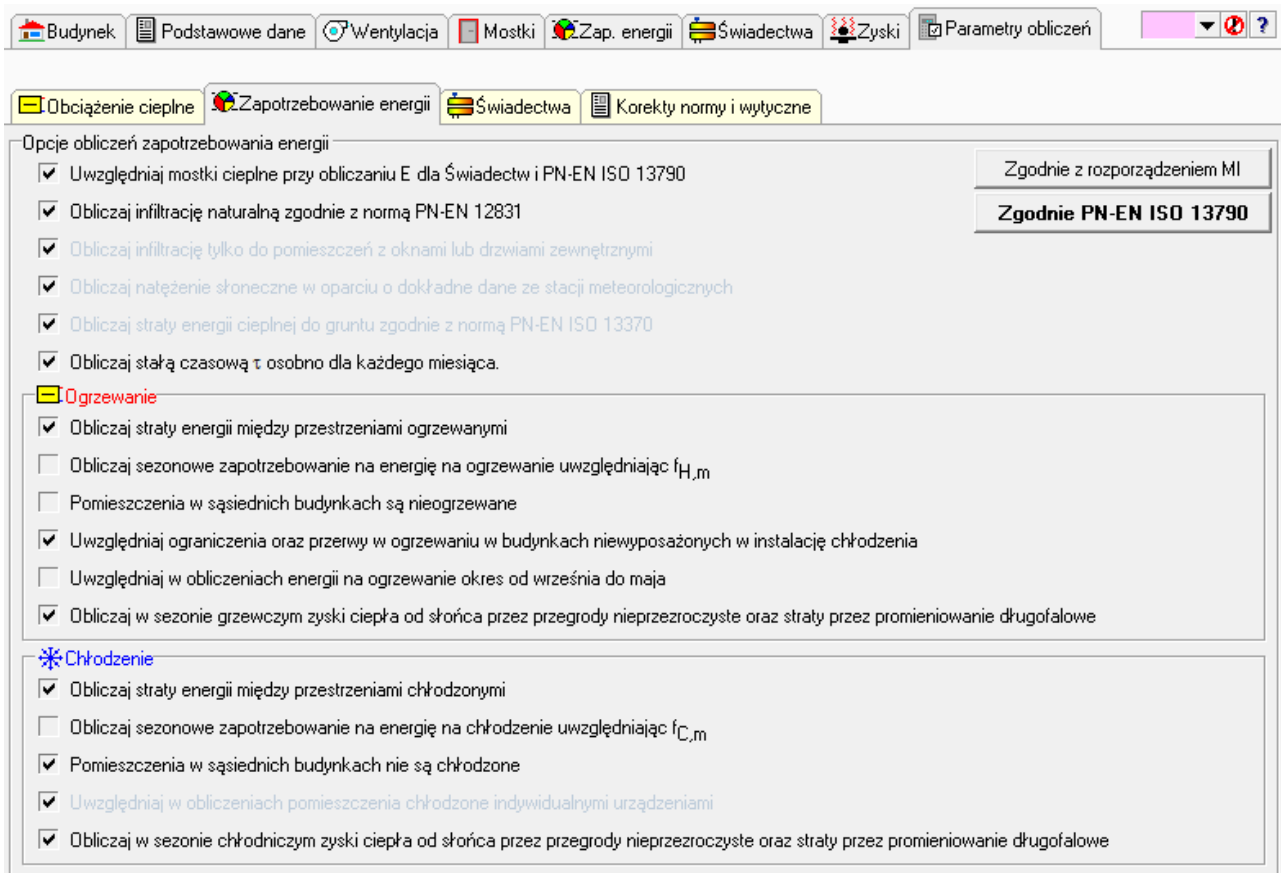 Budynek Podstawowe dane Wentylacja Mostki Zap. energii Świadectwa Zyski Parametry obliczeń ?
Obciążenie cieplne Zapotrzebowanie energii Świadectwa Korekty normy i wytyczne
Opcje obliczeń zapotrzebowania energii
Uwzględniaj mostki cieplne przy obliczaniu E dla Świadectw i PN-EN ISO 13790
Zgodnie z rozporządzeniem MI
Obliczaj infiltrację naturalną zgodnie z normą PN-EN 12831
Zgodnie PN-EN ISO 13790
Obliczaj infiltrację tylko do pomieszczeń z oknami lub drzwiami zewnętrznymi
Obliczaj natężenie słoneczne w oparciu o dokładne dane ze stacji meteorologicznych
Obliczaj straty energii cieplnej do gruntu zgodnie z normą PN-EN ISO 13370
Obliczaj stałą czasową τ osobno dla każdego miesiąca.
Ogrzewanie
Obliczaj straty energii między przestrzeniami ogrzewanymi
Obliczaj sezonowe zapotrzebowanie na energię na ogrzewanie uwzględniając fH,m
Pomieszczenia w sąsiednich budynkach są nieogrzewane
Uwzględniaj ograniczenia oraz przerwy w ogrzewaniu w budynkach niewyposażonych w instalację chłodzenia
Uwzględniaj w obliczeniach energii na ogrzewanie okres od września do maja
Obliczaj w sezonie grzewczym zyski ciepła od słońca przez przegrody nieprzezroczyste oraz straty przez promieniowanie długofalowe
Chłodzenie
Obliczaj straty energii między przestrzeniami chłodzonymi
Obliczaj sezonowe zapotrzebowanie na energię na chłodzenie uwzględniając fC,m
Pomieszczenia w sąsiednich budynkach nie są chłodzone
Uwzględniaj w obliczeniach pomieszczenia chłodzone indywidualnymi urządzeniami
Obliczaj w sezonie chłodniczym zyski ciepła od słońca przez przegrody nieprzezroczyste oraz straty przez promieniowanie długofalowe